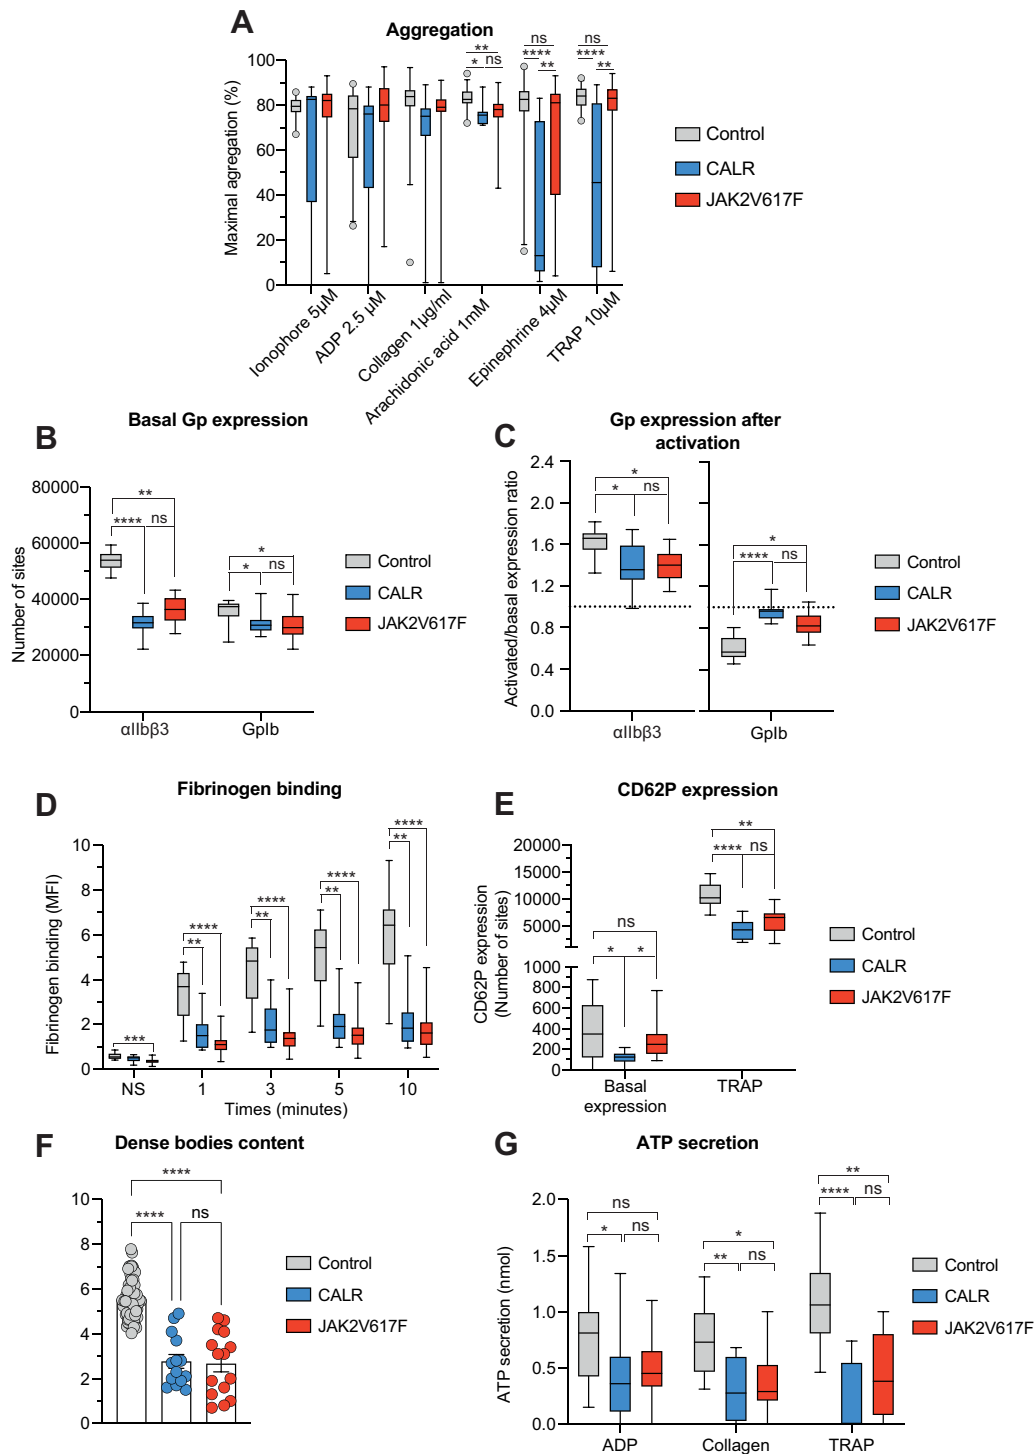 A
Aggregation
Maximal agregation (%)
100
80
60
40
20
0
**
* ns
ns
****
**
ns
****
**
Ionophore 5µM
ADP 2.5 µM
Collagen 1µg/ml
Arachidonic acid 1mM
Epinephrine 4µM
TRAP 10µM
Control
CALR
JAK2V617F
B
Basal Gp expression
Number of sites
80000
60000
40000
20000
0
**
**** ns
*
* ns
αIIbβ3
GpIb
Control
CALR
JAK2V617F
C
Gp expression after
activation
Activated/basal expression ratio
2.4
2.0
1.6
1.2
0.8
0.4
0.0
*
* ns
*
**** ns
αIIbβ3
GpIb
Control
CALR
JAK2V617F
D
Fibrinogen binding
Fibrinogen binding (MFI)
10
8
6
4
2
0
***
****
**
****
**
****
**
****
**
NS
1
3
5
10
Times (minutes)
E
CD62P expression
CD62P expression
(Number of sites)
20000
15000
10000
5000
1000
800
600
400
200
0
ns
* *
**
**** ns
Basal
expression
TRAP
Control
CALR
JAK2V617F
F
Dense bodies content
10
8
6
4
2
0
****
**** ns
Control
CALR
JAK2V617F
G
ATP secretion
ATP secretion (nmol)
2.0
1.5
1.0
0.5
0.0
ns
* ns
*
** ns
**
**** ns
ADP
Collagen
TRAP
Control
CALR
JAK2V617F